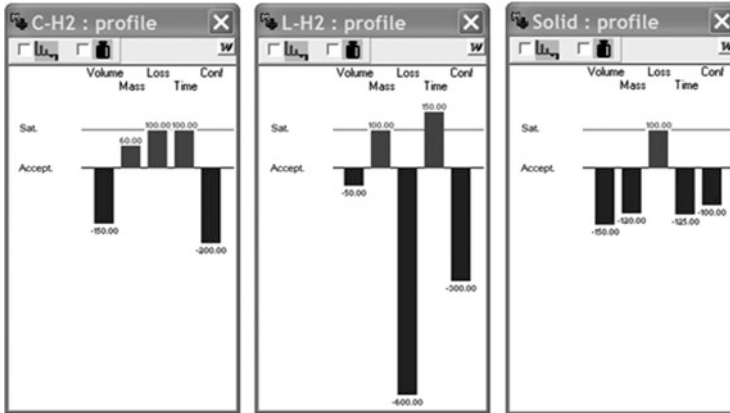 C-H2 : profile
W
Volume Loss Conf
Mass Time
Sat.
Accept.
60.00 100.00 100.00
-150.00
-200.00
L-H2 : profile
W
Volume Loss Conf
Mass Time
150.00
Sat.
100.00
Accept.
-50.00
-300.00
-600.00
Solid : profile
W
Volume Loss Conf
Mass Time
Sat.
100.00
Accept.
-150.00 -120.00 -125.00 -100.00